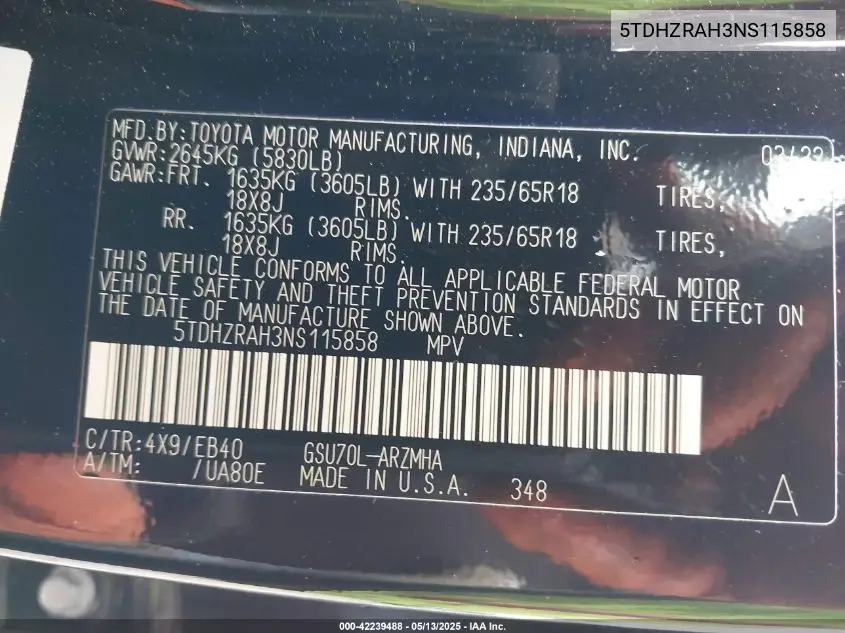 5TDHZRAH3NS115858
MFD.BY:TOYOTA MOTOR MANUFACTURING, INDIANA, INC.
GVWR:2645KG (5830LB)
GAWR:FRT. 1635KG (3605LB) WITH 235/65R18 TIRES,
18X8J RIMS.
RR. 1635KG (3605LB) WITH 235/65R18 TIRES,
18X8J RIMS.
THIS VEHICLE CONFORMS TO ALL APPLICABLE FEDERAL MOTOR
VEHICLE SAFETY AND THEFT PREVENTION STANDARDS IN EFFECT ON
THE DATE OF MANUFACTURE SHOWN ABOVE.
5TDHZRAH3NS115858 MPV
C/TR:4X9/EB40 GSU70L-ARZMHA
A/TM: /UA80E MADE IN U.S.A. 348 A
000-42239488 - 05/13/2025 - IAA Inc.